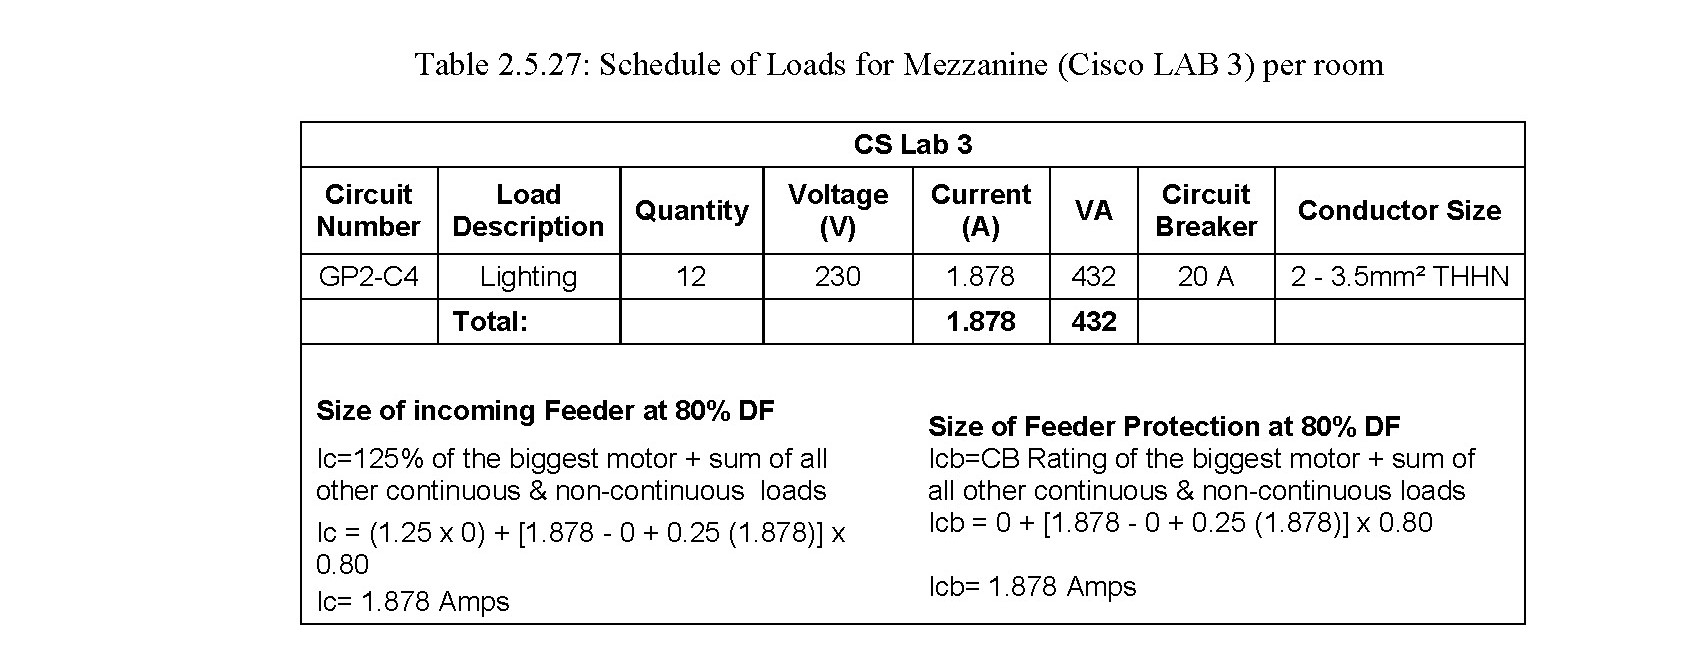 Table 2.5.27: Schedule of Loads for Mezzanine (Cisco LAB 3) per room
CS Lab 3
Circuit Number Load Description Quantity Voltage (V) Current (A) VA Circuit Breaker Conductor Size
GP2-C4 Lighting 12 230 1.878 432 20 A 2 - 3.5mm² THHN
Total: 1.878 432
Size of incoming Feeder at 80% DF
Ic=125% of the biggest motor + sum of all
other continuous & non-continuous loads
Ic = (1.25 x 0) + [1.878 - 0 + 0.25 (1.878)] x
0.80
Ic= 1.878 Amps
Size of Feeder Protection at 80% DF
Icb=CB Rating of the biggest motor + sum of
all other continuous & non-continuous loads
Icb = 0 + [1.878 - 0 + 0.25 (1.878)] x 0.80
Icb= 1.878 Amps